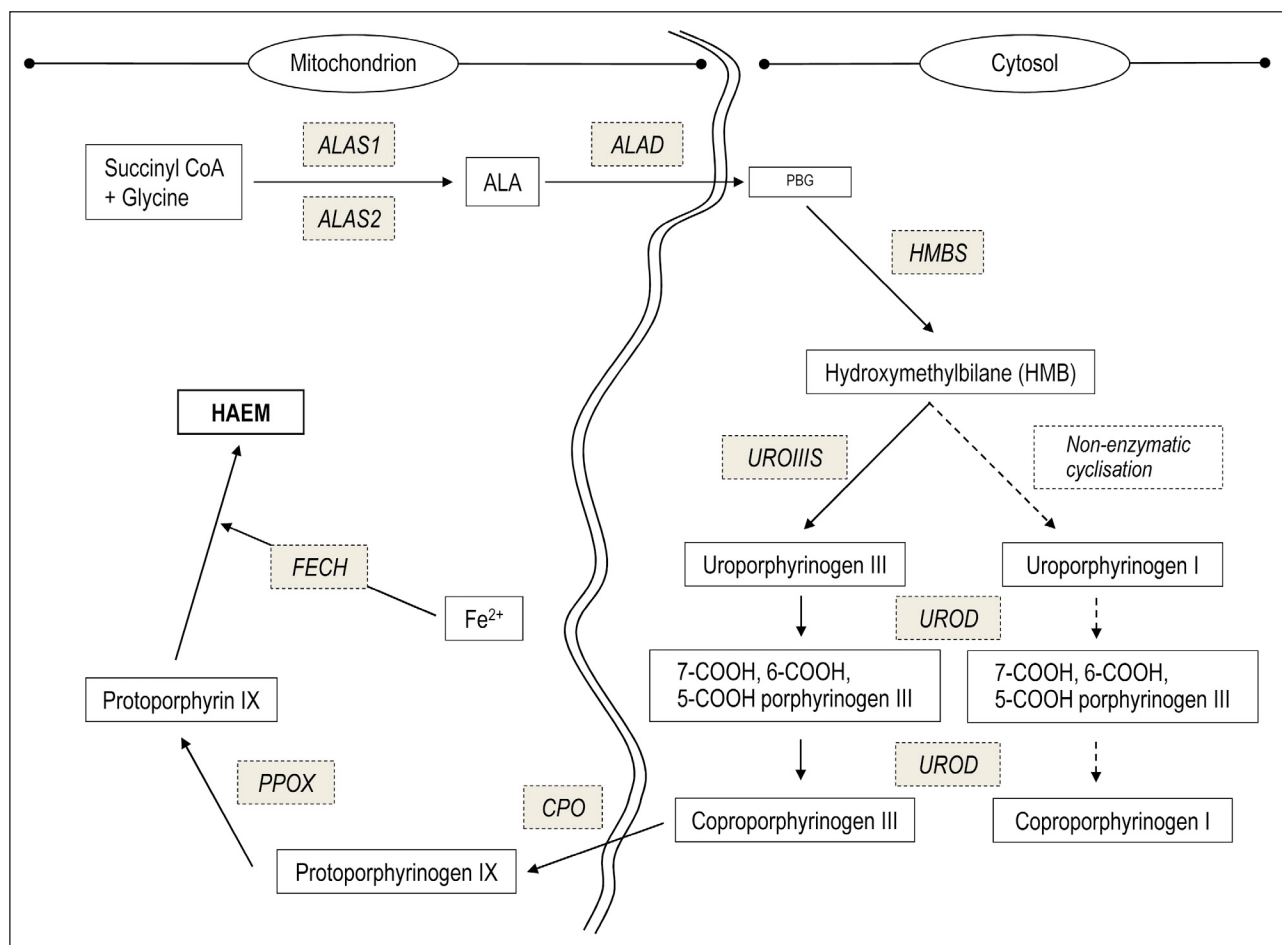 Mitochondrion
Cytosol
ALAS1
ALAD
Succinyl CoA
+ Glycine
ALA
PBG
ALAS2
HMBS
Hydroxymethylbilane (HMB)
HAEM
UROIIIS
Non-enzymatic
cyclisation
FECH
Uroporphyrinogen III
Uroporphyrinogen I
Fe²⁺
UROD
7-COOH, 6-COOH,
5-COOH porphyrinogen III
7-COOH, 6-COOH,
5-COOH porphyrinogen III
Protoporphyrin IX
PPOX
UROD
CPO
Coproporphyrinogen III
Coproporphyrinogen I
Protoporphyrinogen IX